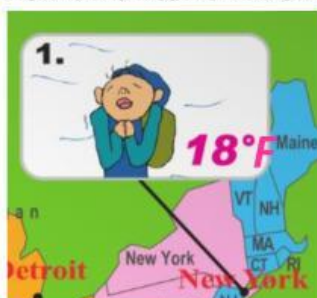 1.
18°F
Maine
VT
NH
a n
MA
New York
CT
RI
Detroit
New York